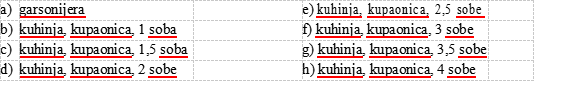 a) garsonijera
b) kuhinja, kupaonica, 1 soba
c) kuhinja, kupaonica, 1,5 soba
d) kuhinja, kupaonica, 2 sobe
e) kuhinja, kupaonica, 2,5 sobe
f) kuhinja, kupaonica, 3 sobe
g) kuhinja, kupaonica, 3,5 sobe
h) kuhinja, kupaonica, 4 sobe